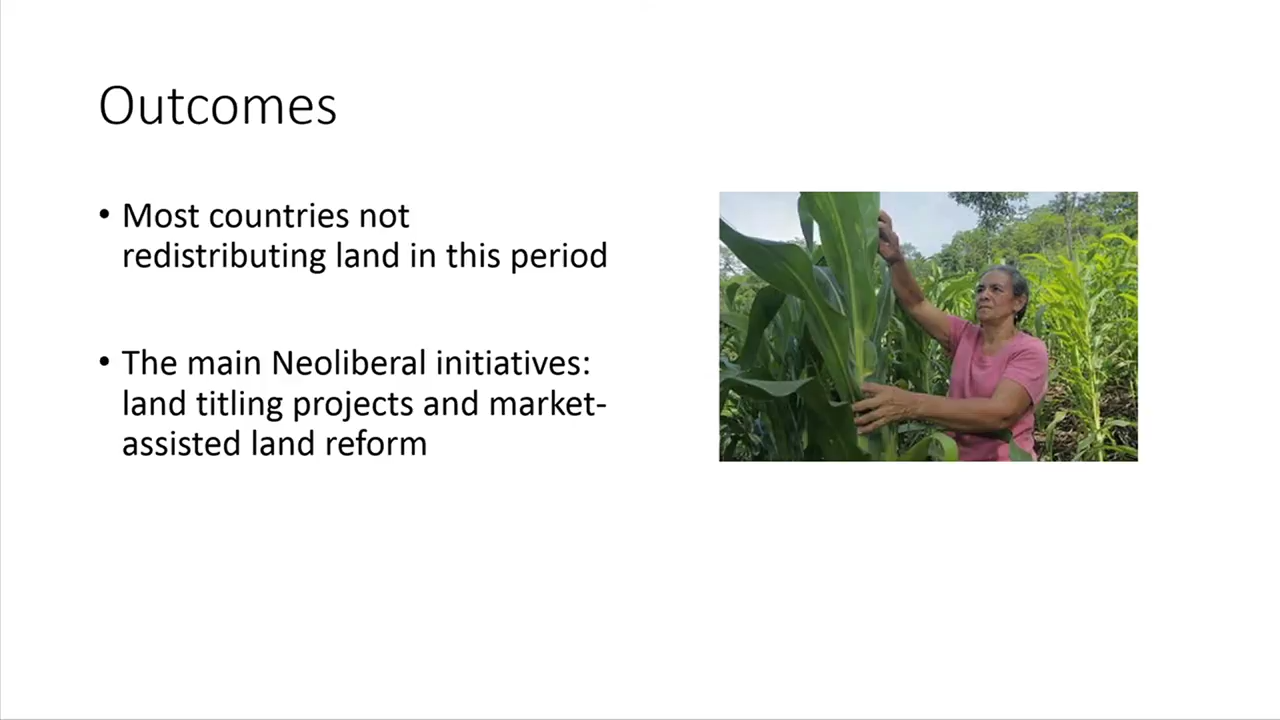 Outcomes
• Most countries not
redistributing land in this period
• The main Neoliberal initiatives:
land titling projects and market-
assisted land reform